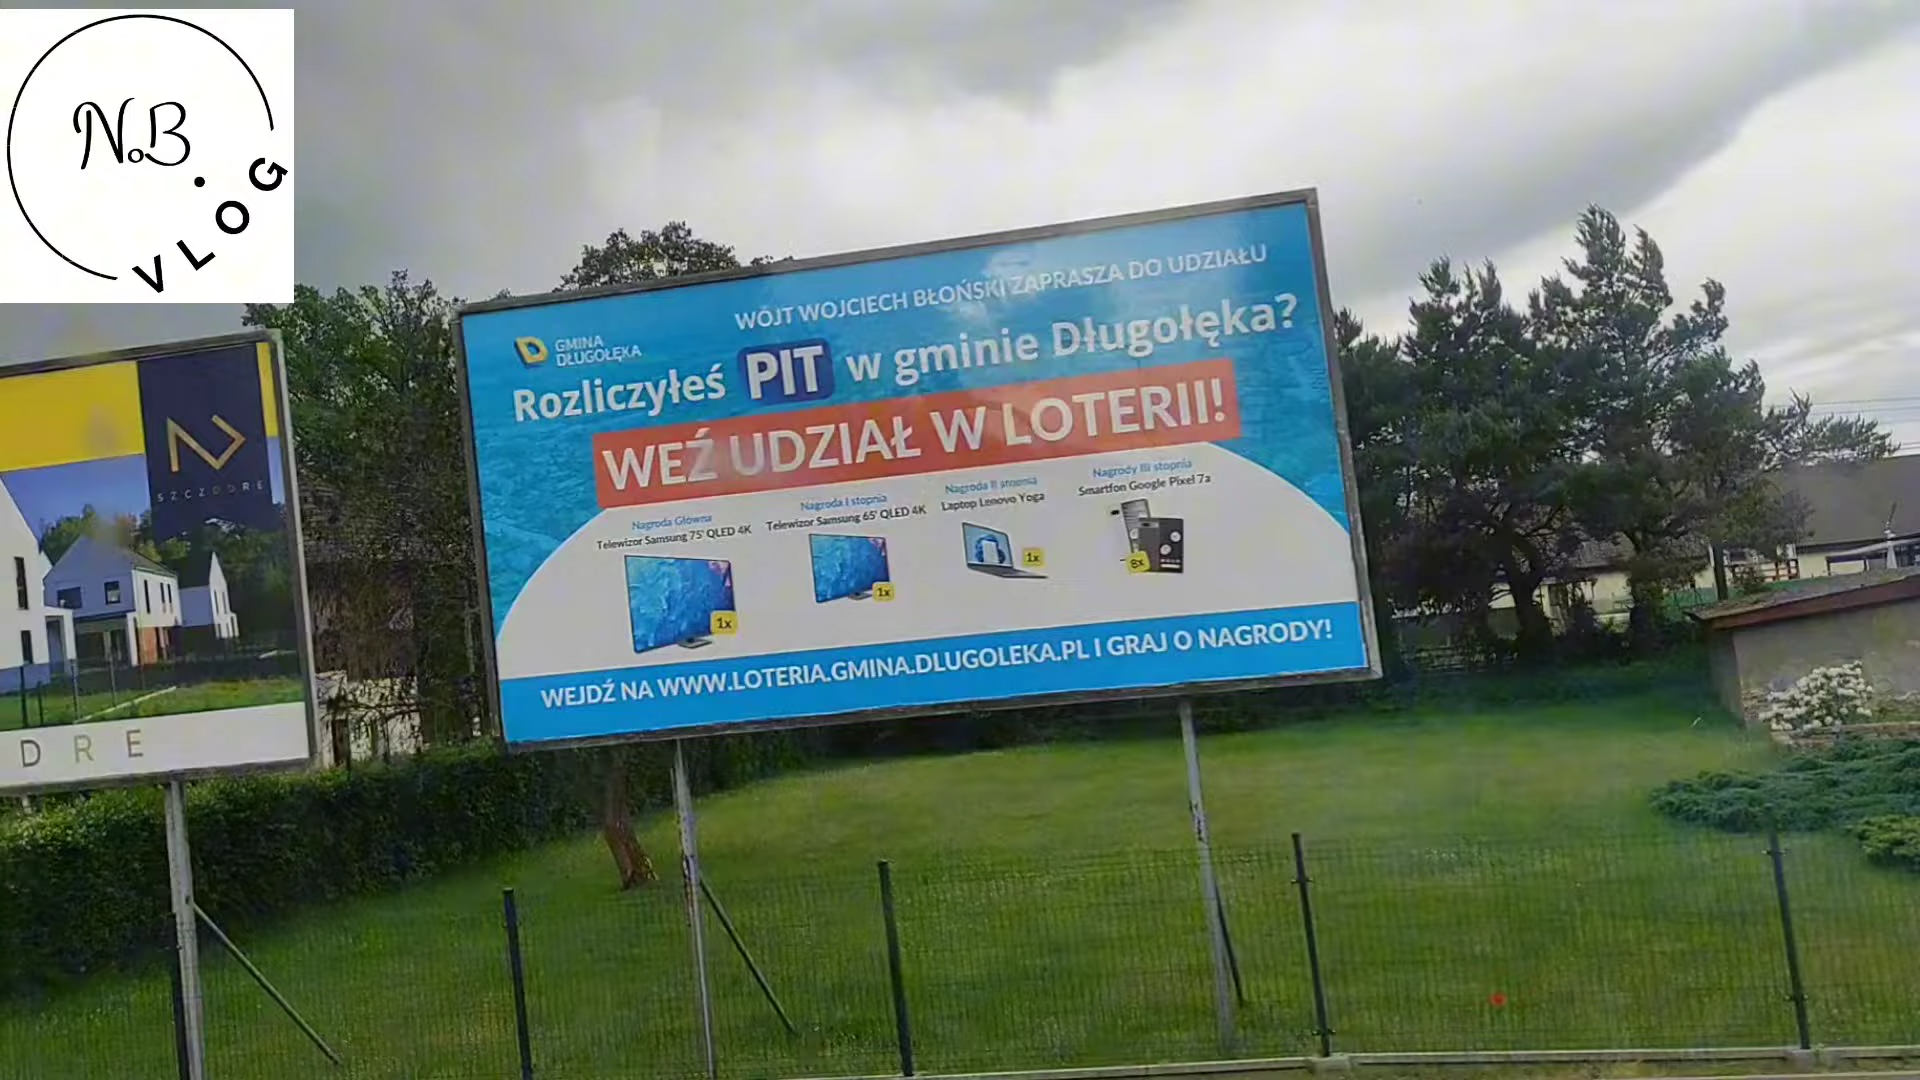 N.B.
VLOG
SZCZODRE
DRE
WÓJT WOJCIECH BŁOŃSKI ZAPRASZA DO UDZIAŁU
GMINA
DŁUGOŁĘKA
Rozliczyłeś PIT w gminie Długołęka?
WEŹ UDZIAŁ W LOTERII!
Nagroda Główna
Telewizor Samsung 75' QLED 4K
1x
Nagroda I stopnia
Telewizor Samsung 65' QLED 4K
1x
Nagroda II stopnia
Laptop Lenovo Yoga
1x
Nagrody III stopnia
Smartfon Google Pixel 7a
8x
WEJDŹ NA WWW.LOTERIA.GMINA.DLUGOLEKA.PL I GRAJ O NAGRODY!